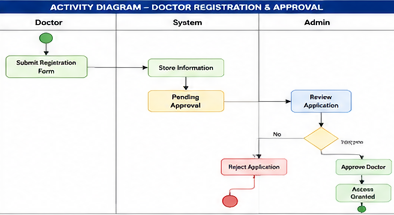 ACTIVITY DIAGRAM – DOCTOR REGISTRATION & APPROVAL
Doctor
System
Admin
Submit Registration
Form
Store Information
Pending
Approval
Review
Application
No
Reject Application
Approve Doctor
Access
Granted